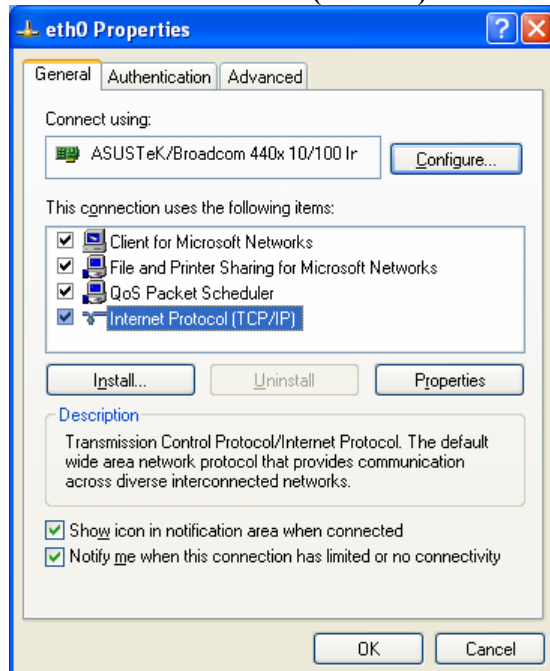 eth0 Properties
General Authentication Advanced
Connect using:
ASUSTeK/Broadcom 440x 10/100 In
Configure...
This connection uses the following items:
Client for Microsoft Networks
File and Printer Sharing for Microsoft Networks
QoS Packet Scheduler
Internet Protocol (TCP/IP)
Install... Uninstall Properties
Description
Transmission Control Protocol/Internet Protocol. The default
wide area network protocol that provides communication
across diverse interconnected networks.
Show icon in notification area when connected
Notify me when this connection has limited or no connectivity
OK Cancel